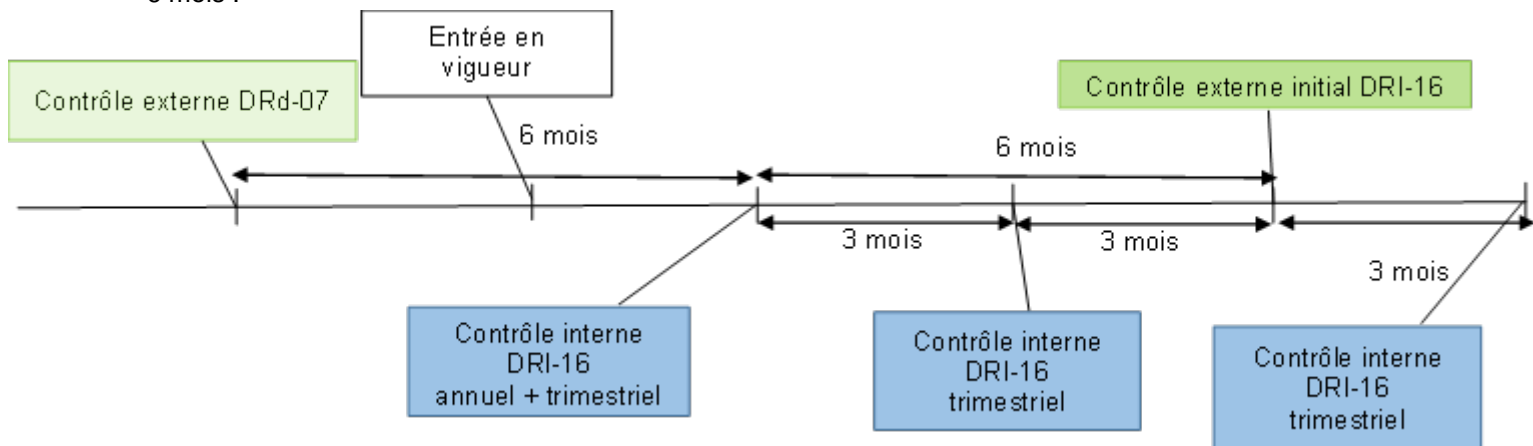 6 mois :
Entrée en
vigueur
Contrôle externe DRd-07
Contrôle externe initial DRI-16
6 mois
6 mois
3 mois
3 mois
3 mois
Contrôle interne
DRI-16
annuel + trimestriel
Contrôle interne
DRI-16
trimestriel
Contrôle interne
DRI-16
trimestriel